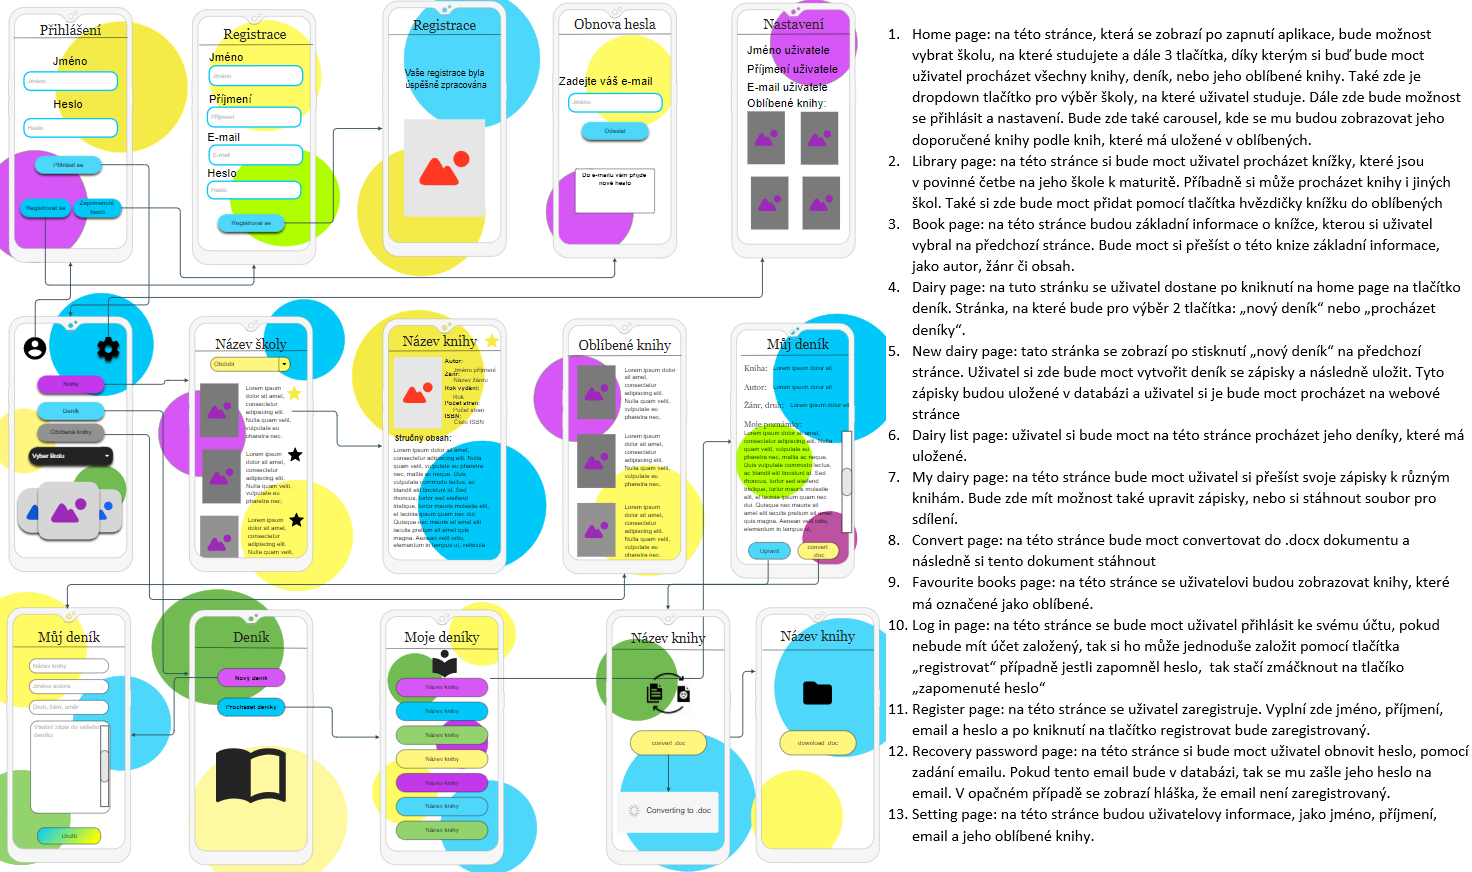 Přihlášení
Jméno
Jméno
Heslo
Heslo
Přihlásit se
Registrovat se
Zapomenuté
heslo
Registrace
Jméno
Jméno
Příjmení
Příjmení
E-mail
E-mail
Heslo
Heslo
Registrovat se
Registrace
Vaše registrace byla
úspěšně zpracována
Obnova hesla
Zadejte váš e-mail
Jméno
Odeslat
Do e-mailu vám přijde
nové heslo
Nastavení
Jméno uživatele
Příjmení uživatele
E-mail uživatele
Oblíbené knihy:
Knihy
Deník
Oblíbené knihy
Vyber školu
Název školy
Období
Lorem ipsum
dolor sit amet,
consectetur
adipiscing elit.
Nulla quam velit,
vulputate eu
pharetra nec,
Lorem ipsum
dolor sit amet,
consectetur
adipiscing elit.
Nulla quam velit,
vulputate eu
pharetra nec,
Lorem ipsum
dolor sit amet,
consectetur
adipiscing elit.
Nulla quam velit,
Název knihy
Autor:
Jméno příjmení
Žánr:
Název žánru
Rok vydání:
Rok
Počet stran:
Počet stran
ISBN:
Číslo ISBN
Stručný obsah:
Lorem ipsum dolor sit amet,
consectetur adipiscing elit. Nulla
quam velit, vulputate eu pharetra
nec, mattis ac neque. Duis
vulputate commodo lectus, ac
blandit elit tincidunt id. Sed
rhoncus, tortor sed eleifend
tristique, tortor mauris molestie elit,
et lacinia ipsum quam nec dui.
Quisque nec mauris sit amet elit
iaculis pretium sit amet quis
magna. Aenean velit odio,
elementum in tempus ut, vehicula
Oblíbené knihy
Lorem ipsum
dolor sit amet,
consectetur
adipiscing elit.
Nulla quam velit,
vulputate eu
pharetra nec,
Lorem ipsum
dolor sit amet,
consectetur
adipiscing elit.
Nulla quam velit,
vulputate eu
pharetra nec,
Lorem ipsum
dolor sit amet,
consectetur
adipiscing elit.
Nulla quam velit,
vulputate eu
pharetra nec,
Můj deník
Kniha: Lorem ipsum dolor sit
Autor: Lorem ipsum dolor sit
Žánr, druh: Lorem ipsum dolor sit
Moje poznámky:
Lorem ipsum dolor sit amet,
consectetur adipiscing elit. Nulla
quam velit, vulputate eu pharetra
nec, mattis ac neque.
Duis vulputate commodo lectus,
ac blandit elit tincidunt id. Sed
rhoncus, tortor sed eleifend
tristique, tortor mauris molestie
elit, et lacinia ipsum quam nec
dui. Quisque nec mauris sit amet
elit iaculis pretium sit amet
quis magna. Aenean velit odio,
elementum in tempus ut,
Upravit
convert
.doc
Můj deník
Název knihy
Jméno autora
Druh, žánr, směr
Vlastní zápis do vašeho
deníku
Uložit
Deník
Nový deník
Procházet deníky
Moje deníky
Název knihy
Název knihy
Název knihy
Název knihy
Název knihy
Název knihy
Název knihy
Název knihy
convert .doc
Converting to .doc
Název knihy
download .doc
1. Home page: na této stránce, která se zobrazí po zapnutí aplikace, bude možnost
vybrat školu, na které studujete a dále 3 tlačítka, díky kterým si buď bude moct
uživatel procházet všechny knihy, deník, nebo jeho oblíbené knihy. Také zde je
dropdown tlačítko pro výběr školy, na které uživatel studuje. Dále zde bude možnost
se přihlásit a nastavení. Bude zde také carousel, kde se mu budou zobrazovat jeho
doporučené knihy podle knih, které má uložené v oblíbených.
2. Library page: na této stránce si bude moct uživatel procházet knížky, které jsou
v povinné četbe na jeho škole k maturitě. Příbadně si může procházet knihy i jiných
škol. Také si zde bude moct přidat pomocí tlačítka hvězdičky knížku do oblíbených
3. Book page: na této stránce budou základní informace o knížce, kterou si uživatel
vybral na předchozí stránce. Bude moct si přešíst o této knize základní informace,
jako autor, žánr či obsah.
4. Dairy page: na tuto stránku se uživatel dostane po kniknutí na home page na tlačítko
deník. Stránka, na které bude pro výběr 2 tlačítka: „nový deník“ nebo „procházet
deníky“.
5. New dairy page: tato stránka se zobrazí po stisknutí „nový deník“ na předchozí
stránce. Uživatel si zde bude moct vytvořit deník se zápisky a následně uložit. Tyto
zápisky budou uložené v databázi a uživatel si je bude moct procházet na webové
stránce
6. Dairy list page: uživatel si bude moct na této stránce procházet jeho deníky, které má
uložené.
7. My dairy page: na této stránce bude moct uživatel si přešíst svoje zápisky k různým
knihám. Bude zde mít možnost také upravit zápisky, nebo si stáhnout soubor pro
sdílení.
8. Convert page: na této stránce bude moct convertovat do .docx dokumentu a
následně si tento dokument stáhnout
9. Favourite books page: na této stránce se uživatelovi budou zobrazovat knihy, které
má označené jako oblíbené.
10. Log in page: na této stránce se bude moct uživatel přihlásit ke svému účtu, pokud
nebude mít účet založený, tak si ho může jednoduše založit pomocí tlačítka
„registrovat“ případně jestli zapomněl heslo, tak stačí zmáčknout na tlačíko
„zapomenuté heslo“
11. Register page: na této stránce se uživatel zaregistruje. Vyplní zde jméno, příjmení,
email a heslo a po kniknutí na tlačítko registrovat bude zaregistrovaný.
12. Recovery password page: na této stránce si bude moct uživatel obnovit heslo, pomocí
zadání emailu. Pokud tento email bude v databázi, tak se mu zašle jeho heslo na
email. V opačném případě se zobrazí hláška, že email není zaregistrovaný.
13. Setting page: na této stránce budou uživatelovy informace, jako jméno, příjmení,
email a jeho oblíbené knihy.